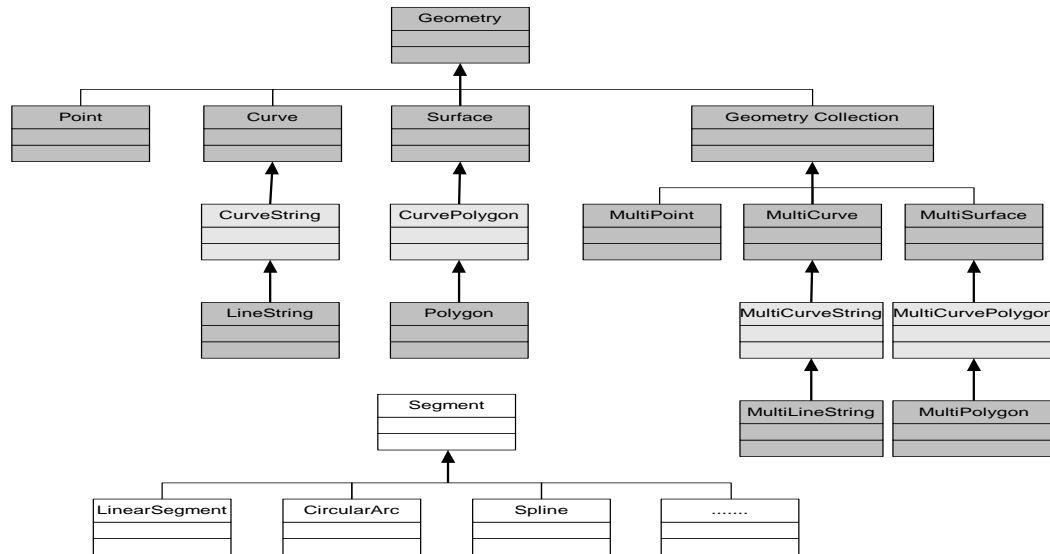 Geometry
Point
Curve
Surface
Geometry Collection
CurveString
CurvePolygon
MultiPoint
MultiCurve
MultiSurface
LineString
Polygon
MultiCurveString
MultiCurvePolygon
Segment
MultiLineString
MultiPolygon
LinearSegment
CircularArc
Spline
.......